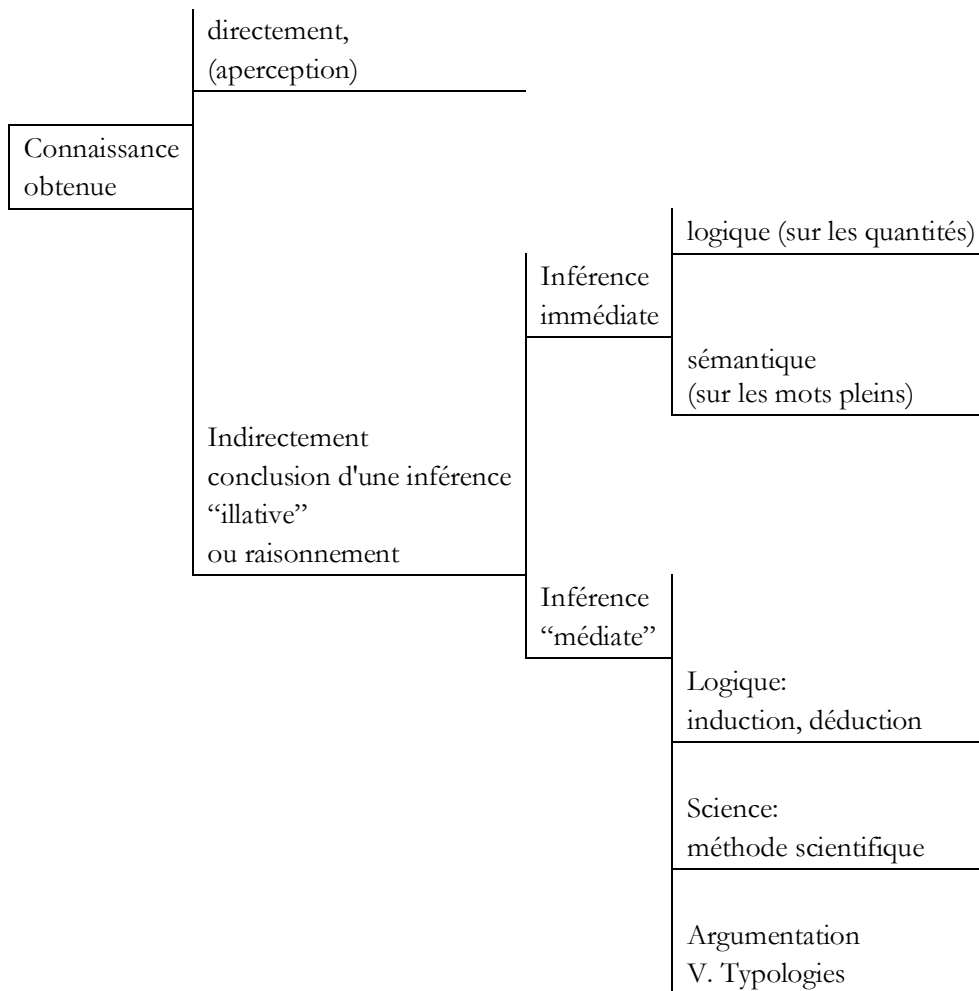 directement,
(aperception)
Connaissance
obtenue
logique (sur les quantités)
Inférence
immédiate
sémantique
(sur les mots pleins)
Indirectement
conclusion d'une inférence
“illative”
ou raisonnement
Inférence
“médiate”
Logique:
induction, déduction
Science:
méthode scientifique
Argumentation
V. Typologies